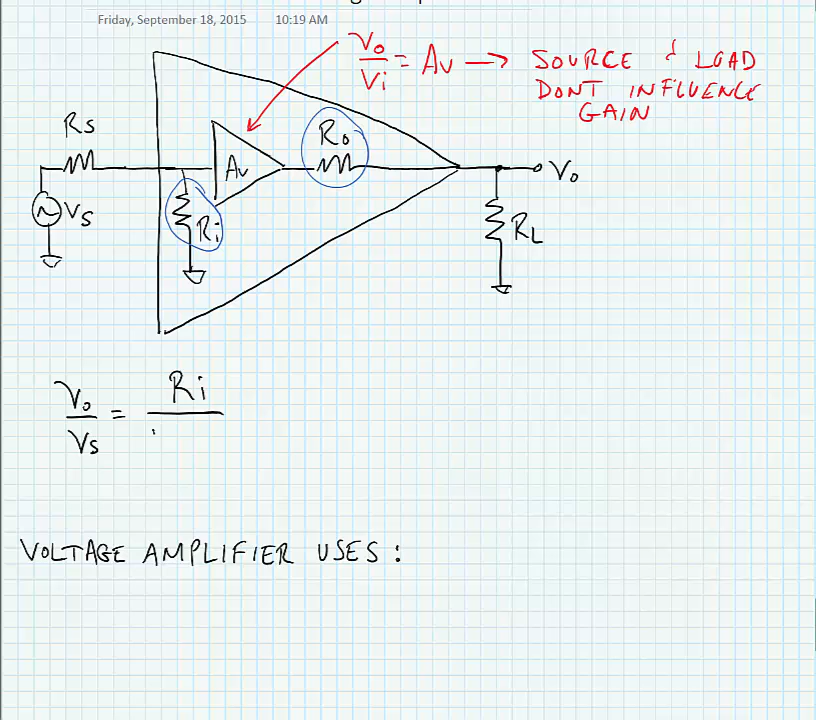 Friday, September 18, 2015 10:19 AM
Vo/Vi = Av → SOURCE & LOAD
DONT INFLUENCE
GAIN
Rs
Ro
Av
Vo
Vs
Ri
RL
Vo/Vs = Ri
VOLTAGE AMPLIFIER USES: